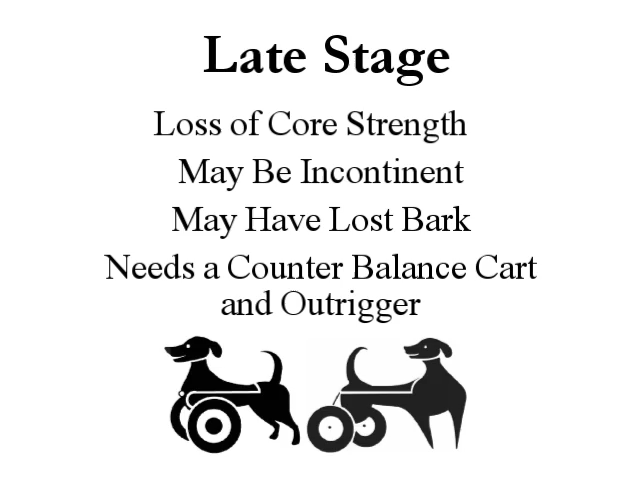 Late Stage
Loss of Core Strength
May Be Incontinent
May Have Lost Bark
Needs a Counter Balance Cart
and Outrigger